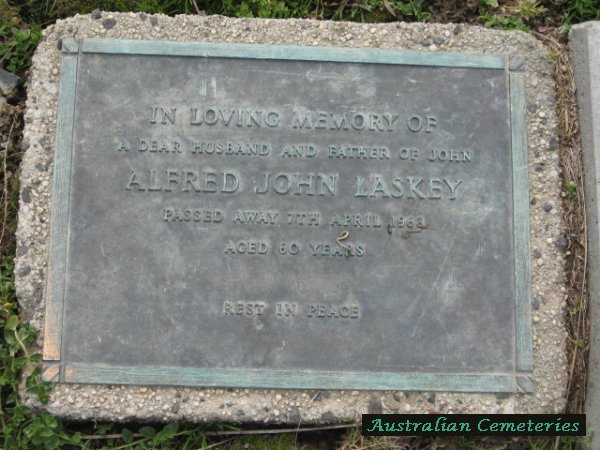 IN LOVING MEMORY OF
A DEAR HUSBAND AND FATHER OF JOHN
ALFRED JOHN LASKEY
PASSED AWAY 7TH APRIL
AGED 60 YEARS
REST IN PEACE
Australian Cemeteries